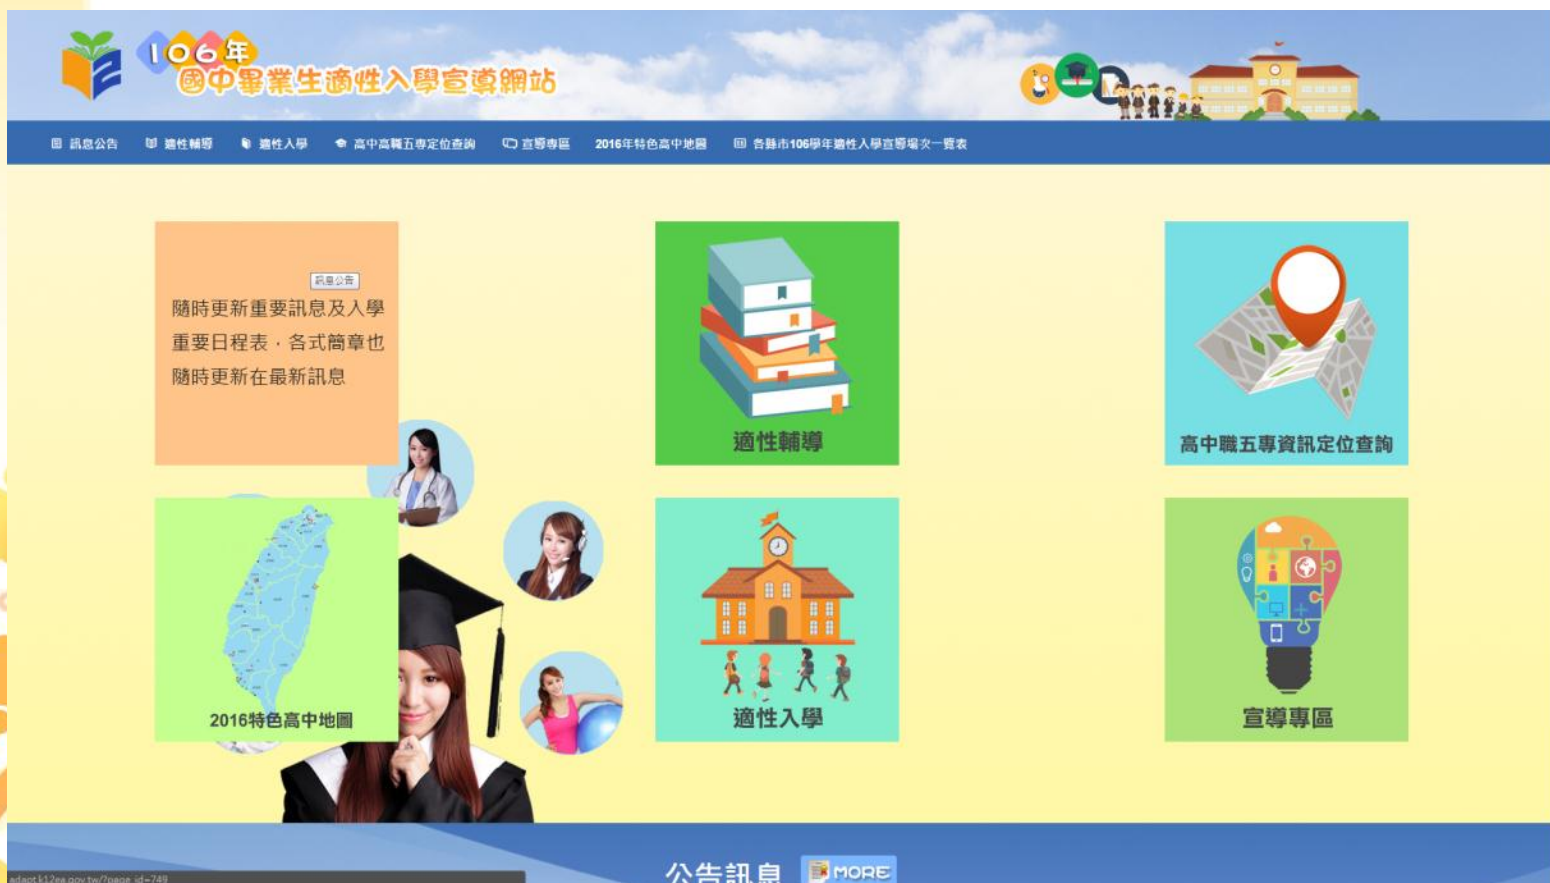 106年
國中畢業生適性入學宣導網站
訊息公告
適性輔導
適性入學
高中高職五專定位查詢
宣導專區
2016年特色高中地圖
各縣市106學年適性入學宣導場次一覽表
訊息公告
隨時更新重要訊息及入學
重要日程表，各式簡章也
隨時更新在最新訊息
適性輔導
高中職五專資訊定位查詢
2016特色高中地圖
適性入學
宣導專區
公告訊息
MORE
adapt.k12ea.gov.tw/?page_id=749